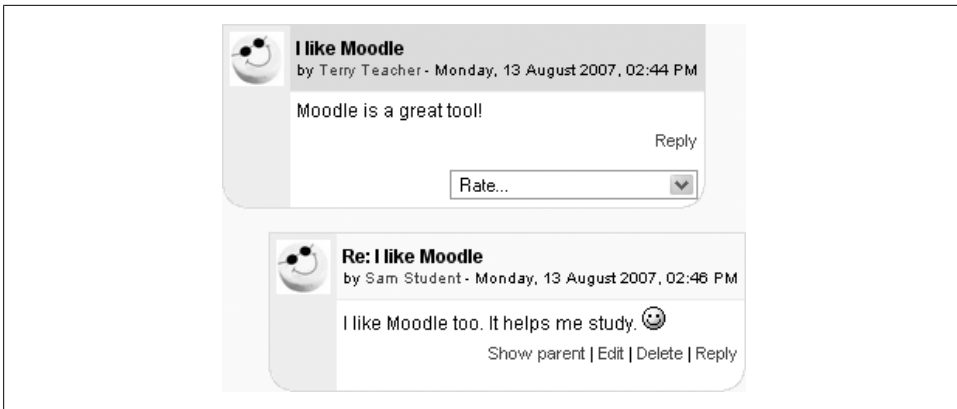 I like Moodle
by Terry Teacher - Monday, 13 August 2007, 02:44 PM
Moodle is a great tool!
Reply
Rate...
Re: I like Moodle
by Sam Student - Monday, 13 August 2007, 02:46 PM
I like Moodle too. It helps me study.
Show parent | Edit | Delete | Reply